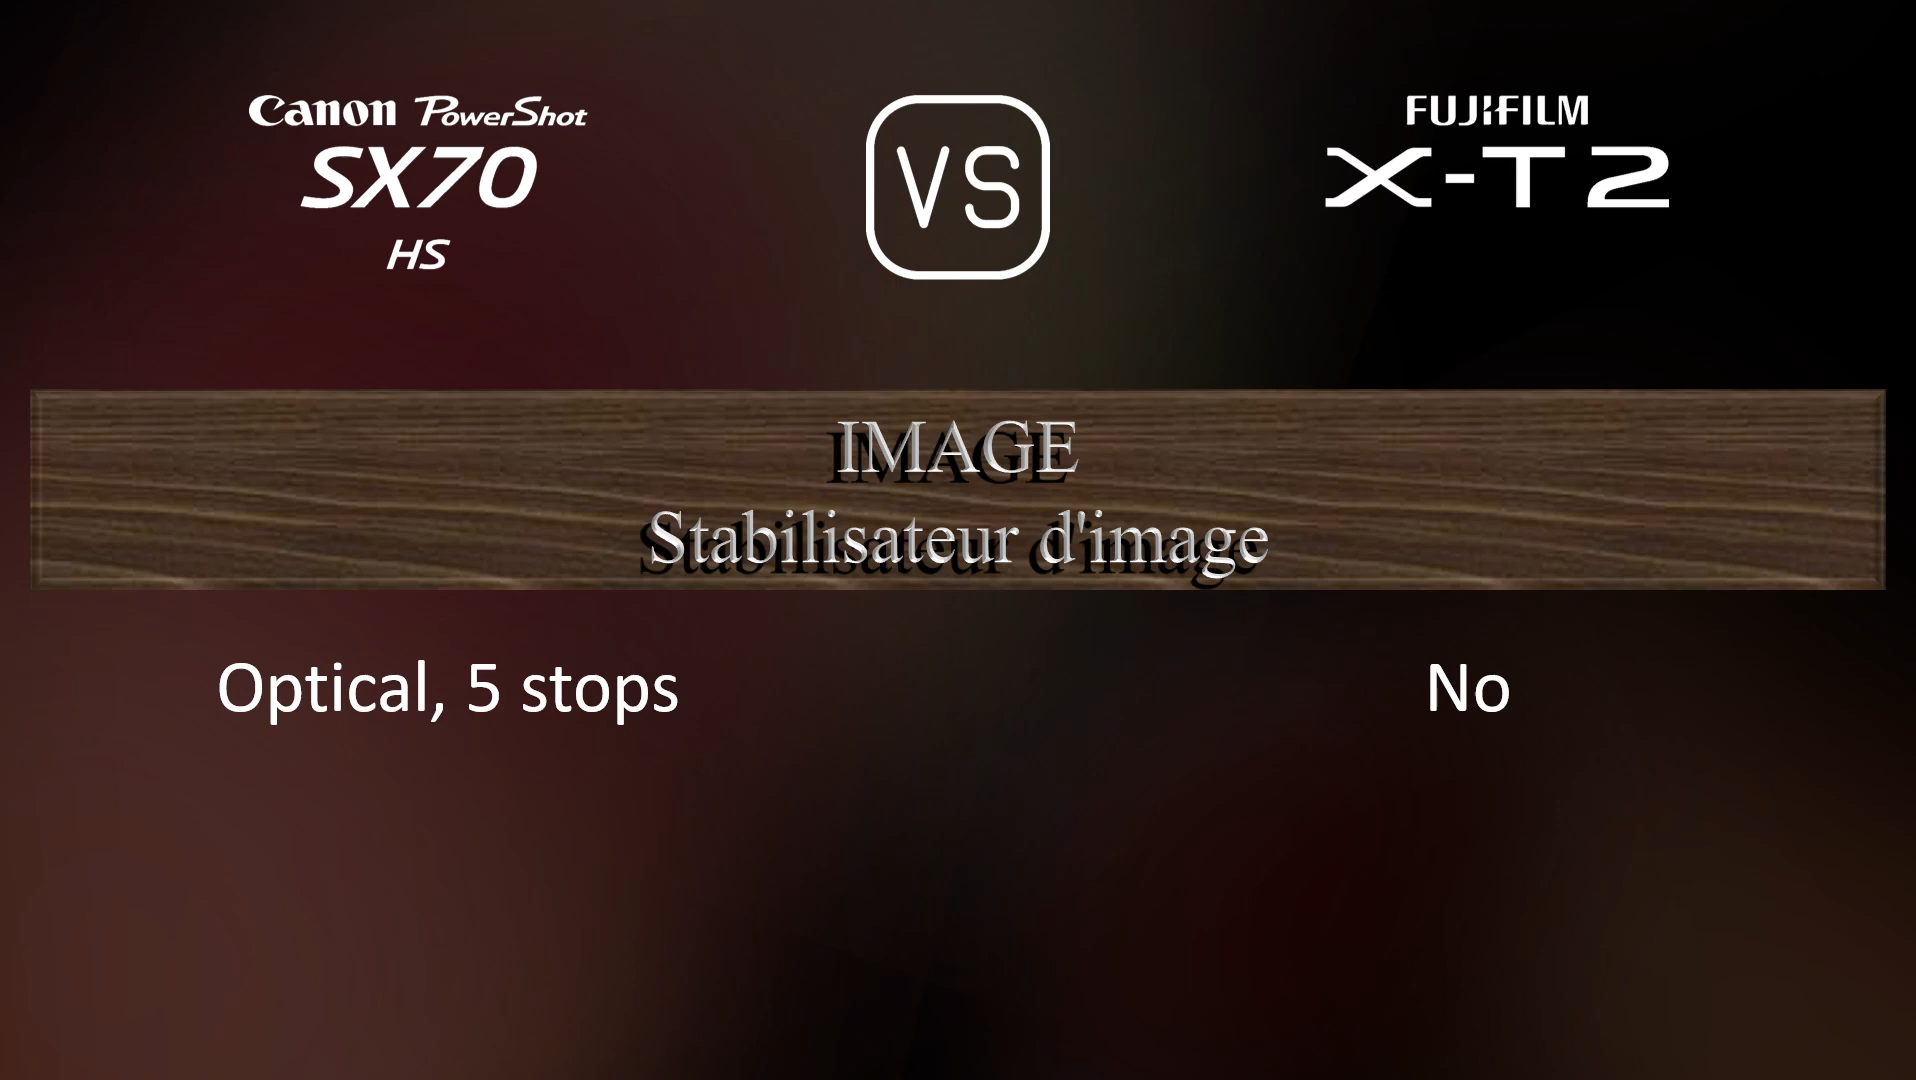 Canon PowerShot
SX70
HS
VS
FUJIFILM
X-T2
IMAGE
Stabilisateur d'image
Optical, 5 stops
No